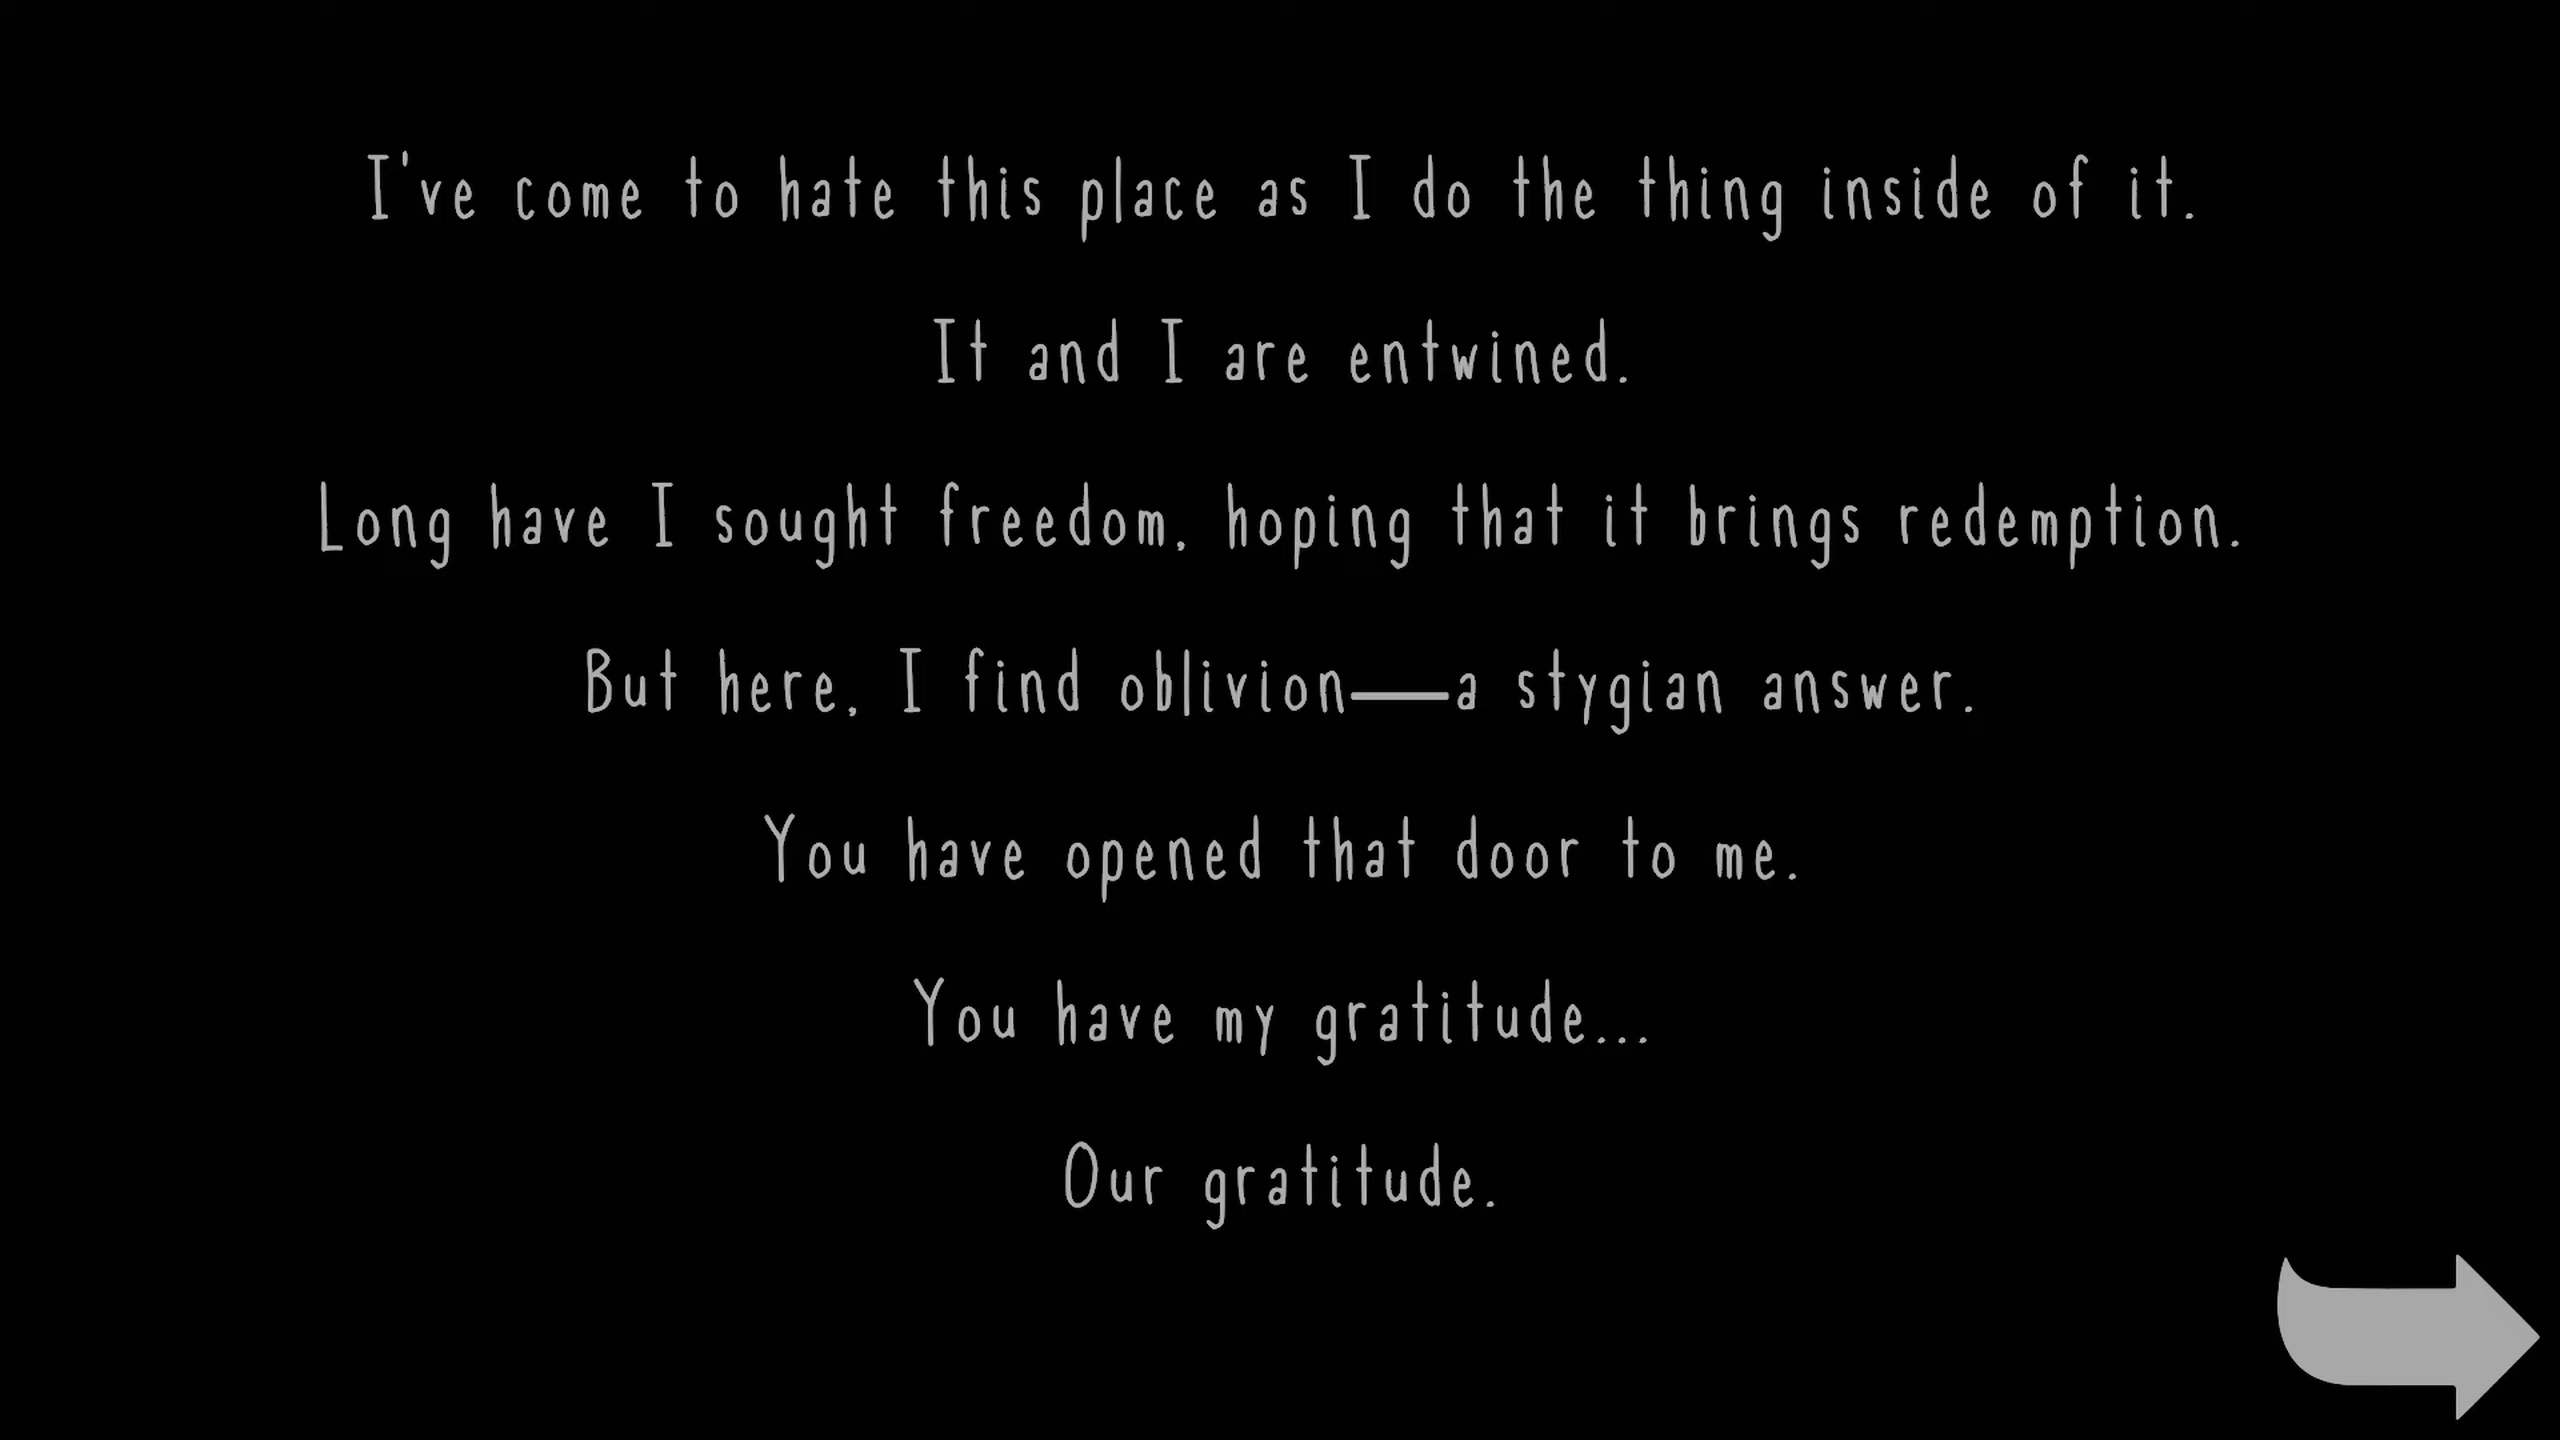 I've come to hate this place as I do the thing inside of it.
It and I are entwined.
Long have I sought freedom, hoping that it brings redemption.
But here, I find oblivion—a stygian answer.
You have opened that door to me.
You have my gratitude...
Our gratitude.